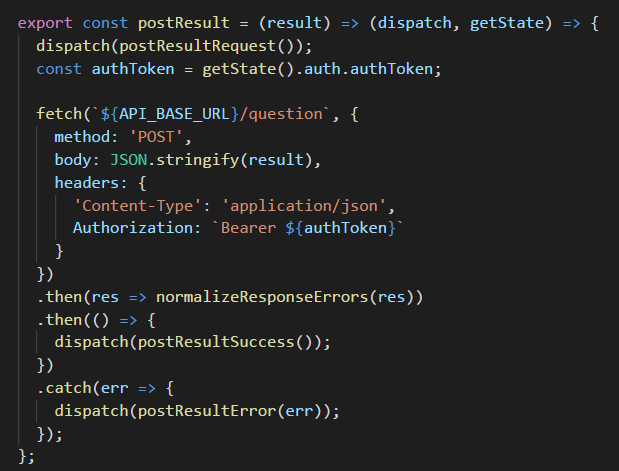 export const postResult = (result) => (dispatch, getState) => {
  dispatch(postResultRequest());
  const authToken = getState().auth.authToken;

  fetch(`${API_BASE_URL}/question`, {
    method: 'POST',
    body: JSON.stringify(result),
    headers: {
      'Content-Type': 'application/json',
      Authorization: `Bearer ${authToken}`
    }
  })
  .then(res => normalizeResponseErrors(res))
  .then(() => {
    dispatch(postResultSuccess());
  })
  .catch(err => {
    dispatch(postResultError(err));
  });
};